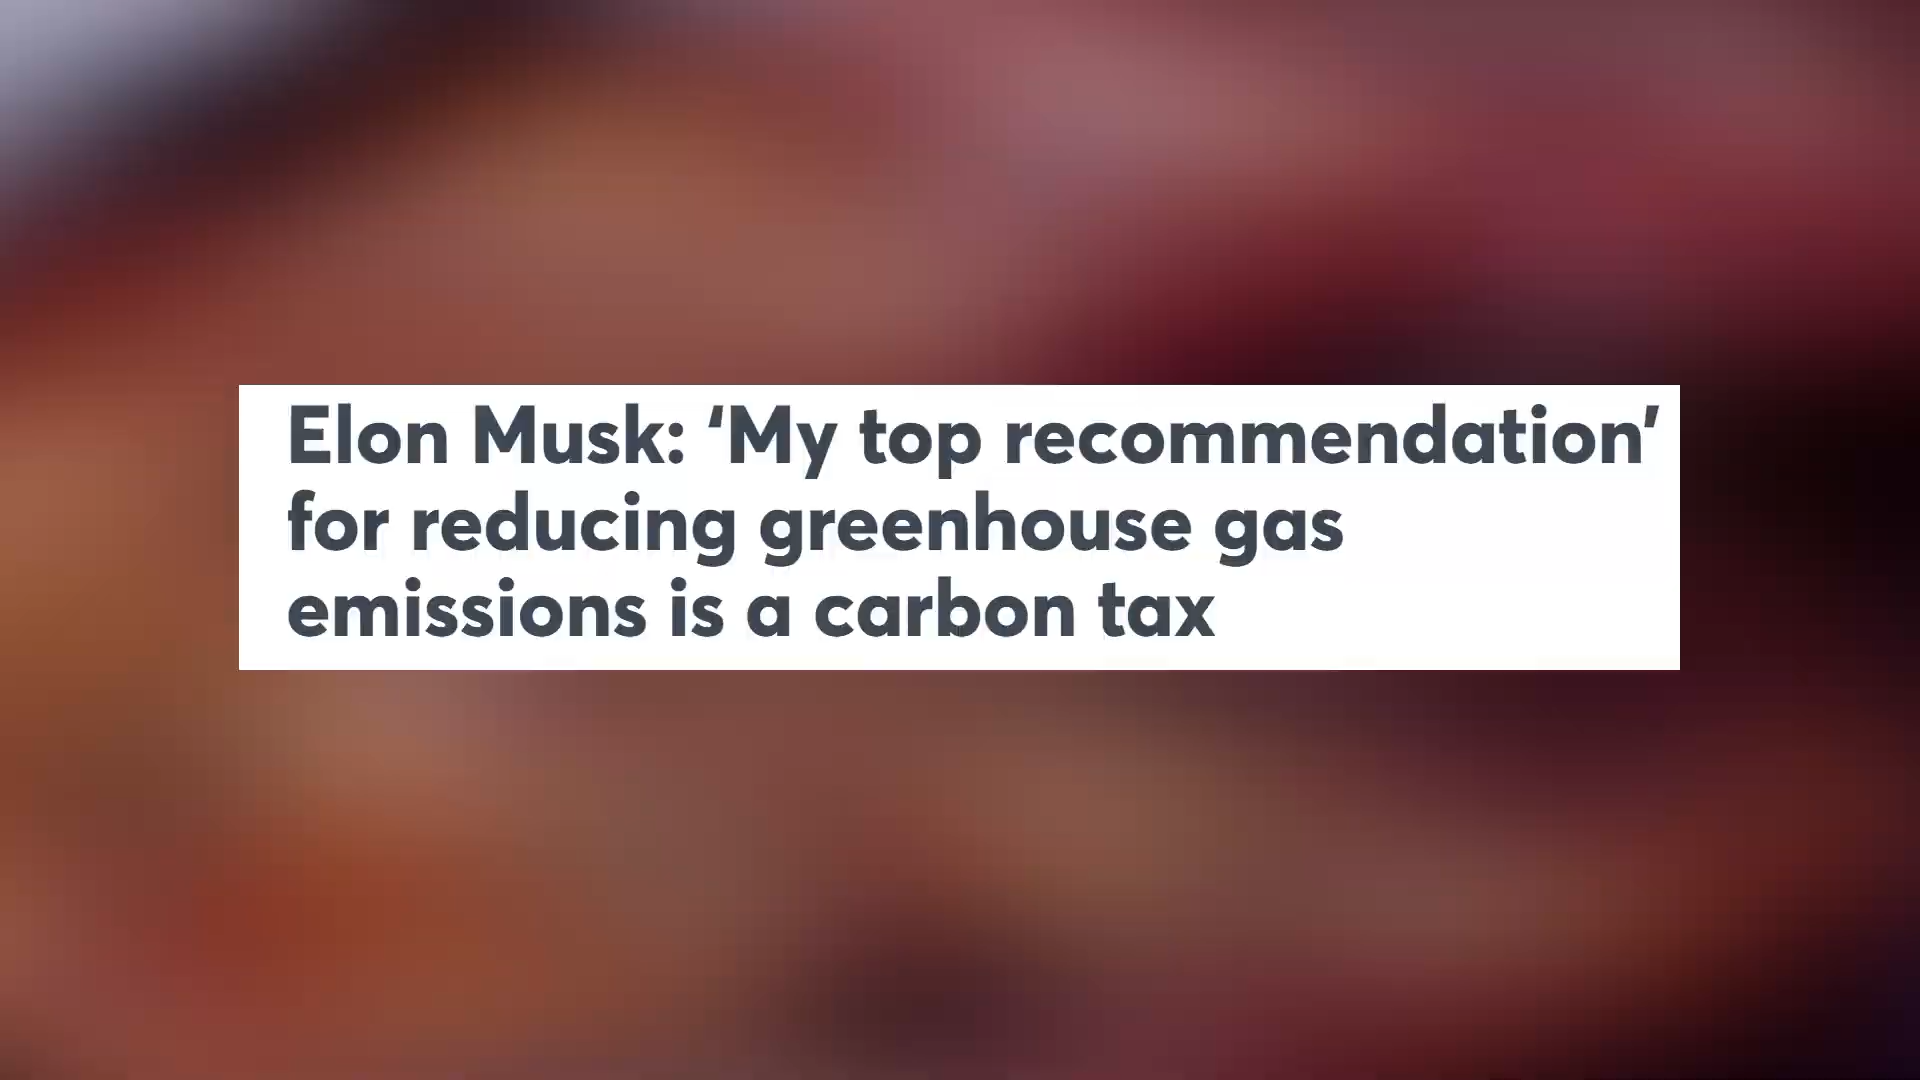 Elon Musk: ‘My top recommendation’
for reducing greenhouse gas
emissions is a carbon tax